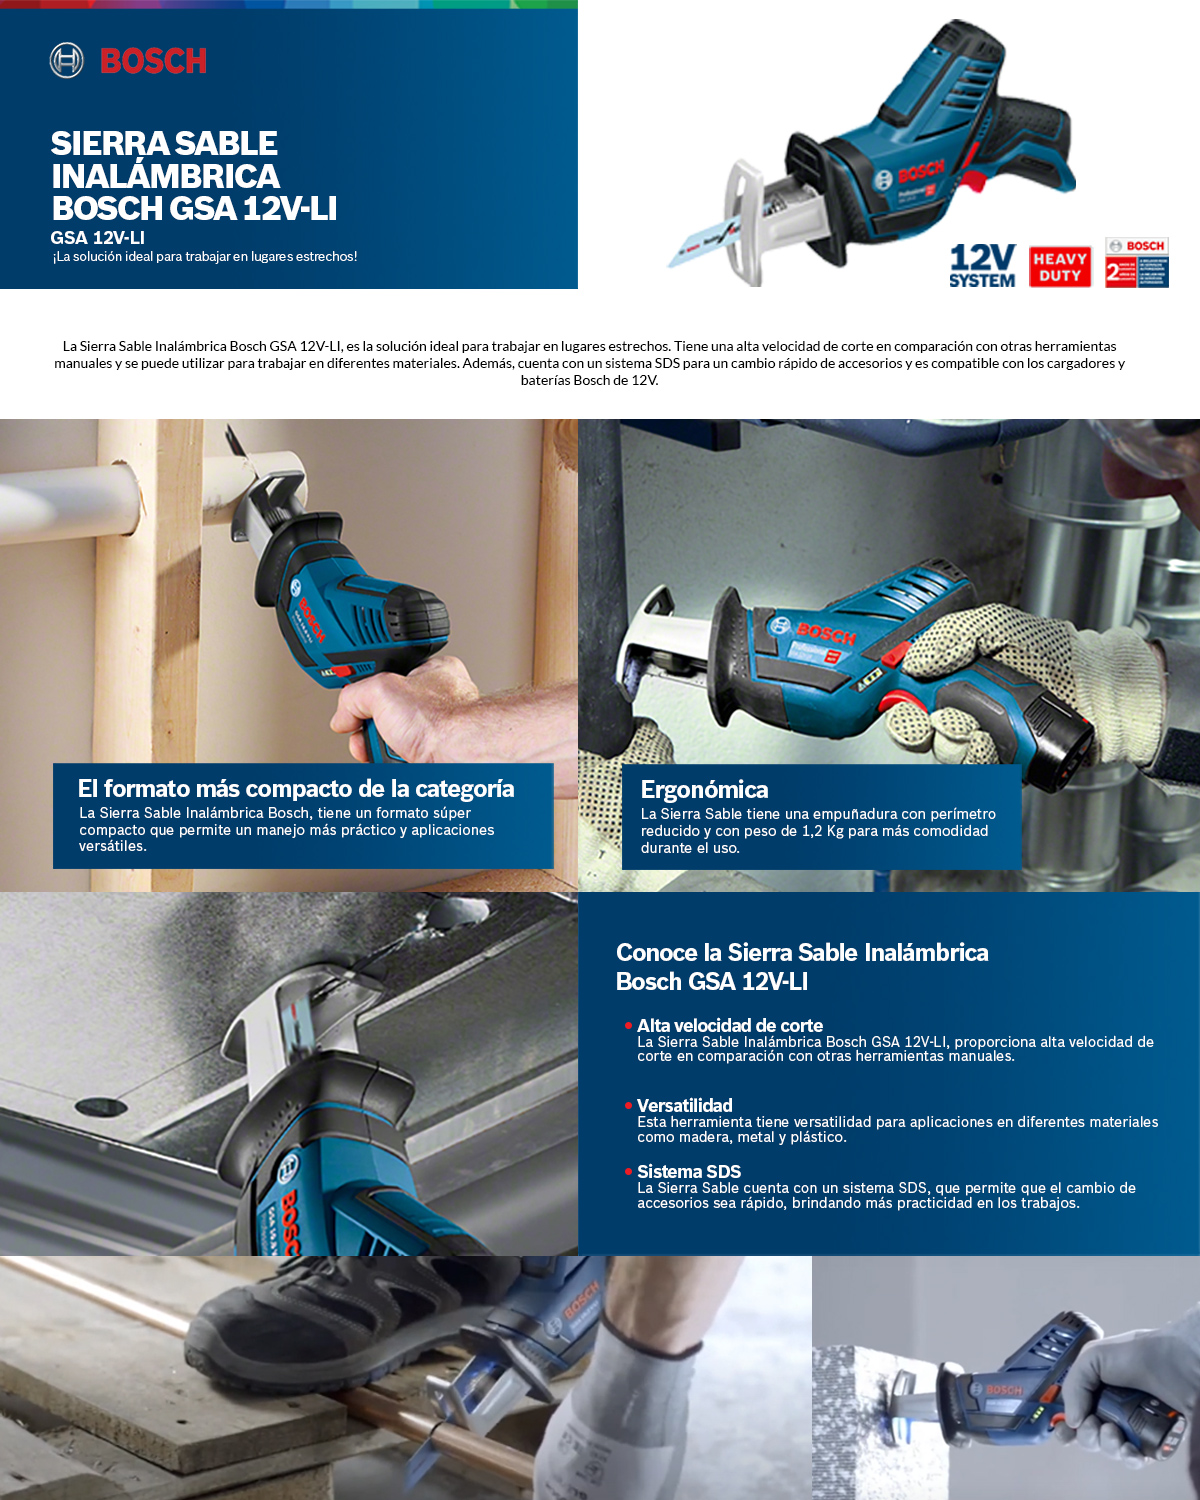 BOSCH
SIERRA SABLE
INALÁMBRICA
BOSCH GSA 12V-LI
GSA 12V-LI
¡La solución ideal para trabajar en lugares estrechos!
BOSCH
Professional
12V
SYSTEM
HEAVY
DUTY
BOSCH
2
La Sierra Sable Inalámbrica Bosch GSA 12V-LI, es la solución ideal para trabajar en lugares estrechos. Tiene una alta velocidad de corte en comparación con otras herramientas
manuales y se puede utilizar para trabajar en diferentes materiales. Además, cuenta con un sistema SDS para un cambio rápido de accesorios y es compatible con los cargadores y
baterías Bosch de 12V.
BOSCH
BOSCH
Professional
El formato más compacto de la categoría
La Sierra Sable Inalámbrica Bosch, tiene un formato súper
compacto que permite un manejo más práctico y aplicaciones
versátiles.
Ergonómica
La Sierra Sable tiene una empuñadura con perímetro
reducido y con peso de 1,2 Kg para más comodidad
durante el uso.
BOSCH
Conoce la Sierra Sable Inalámbrica
Bosch GSA 12V-LI
• Alta velocidad de corte
La Sierra Sable Inalámbrica Bosch GSA 12V-LI, proporciona alta velocidad de
corte en comparación con otras herramientas manuales.
• Versatilidad
Esta herramienta tiene versatilidad para aplicaciones en diferentes materiales
como madera, metal y plástico.
• Sistema SDS
La Sierra Sable cuenta con un sistema SDS, que permite que el cambio de
accesorios sea rápido, brindando más practicidad en los trabajos.
BOSCH
BOSCH